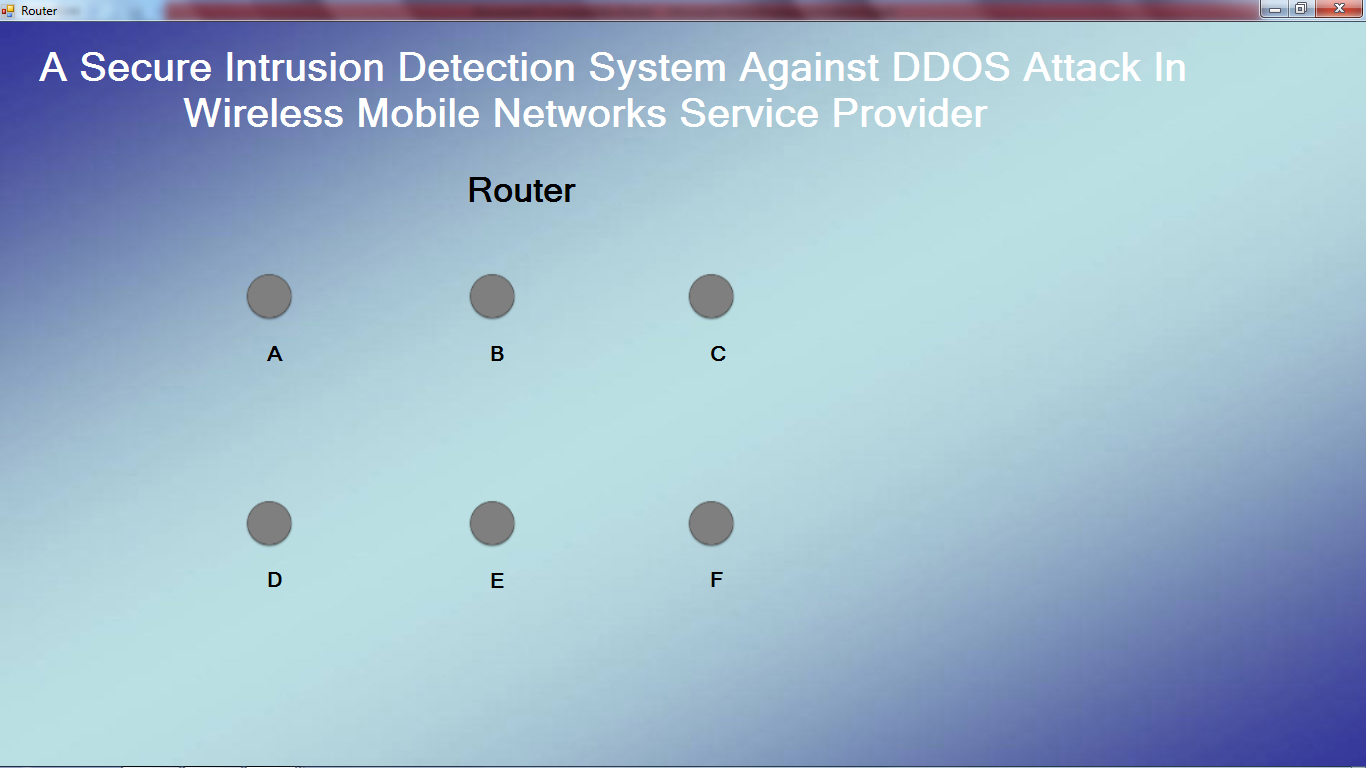 Router
A Secure Intrusion Detection System Against DDOS Attack In
Wireless Mobile Networks Service Provider
Router
A
B
C
D
E
F